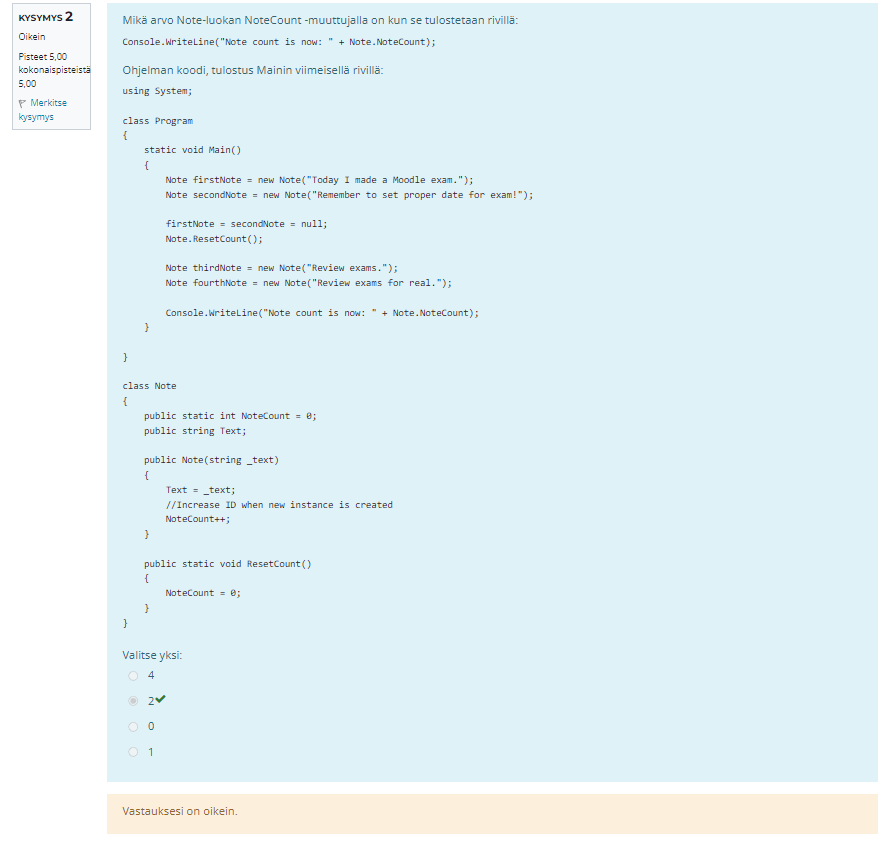 KYSYMYS 2
Oikein
Pisteet 5,00
kokonaispisteistä
5,00
Merkitse
kysymys
Mikä arvo Note-luokan NoteCount -muuttujalla on kun se tulostetaan rivillä:
Console.WriteLine("Note count is now: " + Note.NoteCount);
Ohjelman koodi, tulostus Mainin viimeisellä rivillä:
using System;
class Program
{
static void Main()
{
Note firstNote = new Note("Today I made a Moodle exam.");
Note secondNote = new Note("Remember to set proper date for exam!");
firstNote = secondNote = null;
Note.ResetCount();
Note thirdNote = new Note("Review exams.");
Note fourthNote = new Note("Review exams for real.");
Console.WriteLine("Note count is now: " + Note.NoteCount);
}
}
class Note
{
public static int NoteCount = 0;
public string Text;
public Note(string _text)
{
Text = _text;
//Increase ID when new instance is created
NoteCount++;
}
public static void ResetCount()
{
NoteCount = 0;
}
}
Valitse yksi:
4
2
0
1
Vastauksesi on oikein.